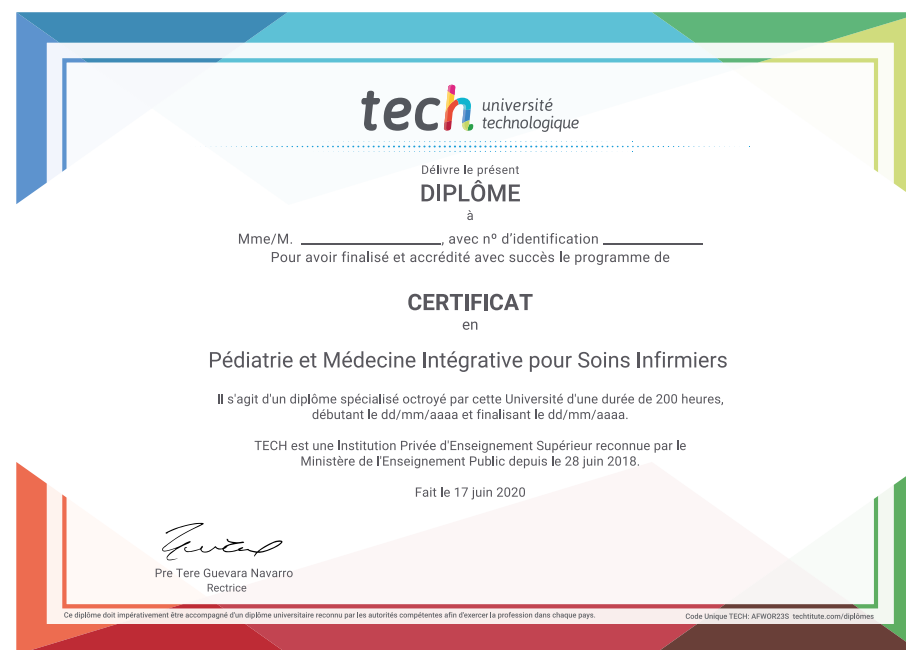 tech université
technologique
Délivre le présent
DIPLÔME
à
Mme/M. ____________________, avec nº d'identification ______________
Pour avoir finalisé et accrédité avec succès le programme de
CERTIFICAT
en
Pédiatrie et Médecine Intégrative pour Soins Infirmiers
Il s'agit d'un diplôme spécialisé octroyé par cette Université d'une durée de 200 heures,
débutant le dd/mm/aaaa et finalisant le dd/mm/aaaa.
TECH est une Institution Privée d'Enseignement Supérieur reconnue par le
Ministère de l'Enseignement Public depuis le 28 juin 2018.
Fait le 17 juin 2020
Pre Tere Guevara Navarro
Rectrice
Ce diplôme doit impérativement être accompagné d'un diplôme universitaire reconnu par les autorités compétentes afin d'exercer la profession dans chaque pays.
Code Unique TECH: AFWOR23S techtitute.com/diplômes